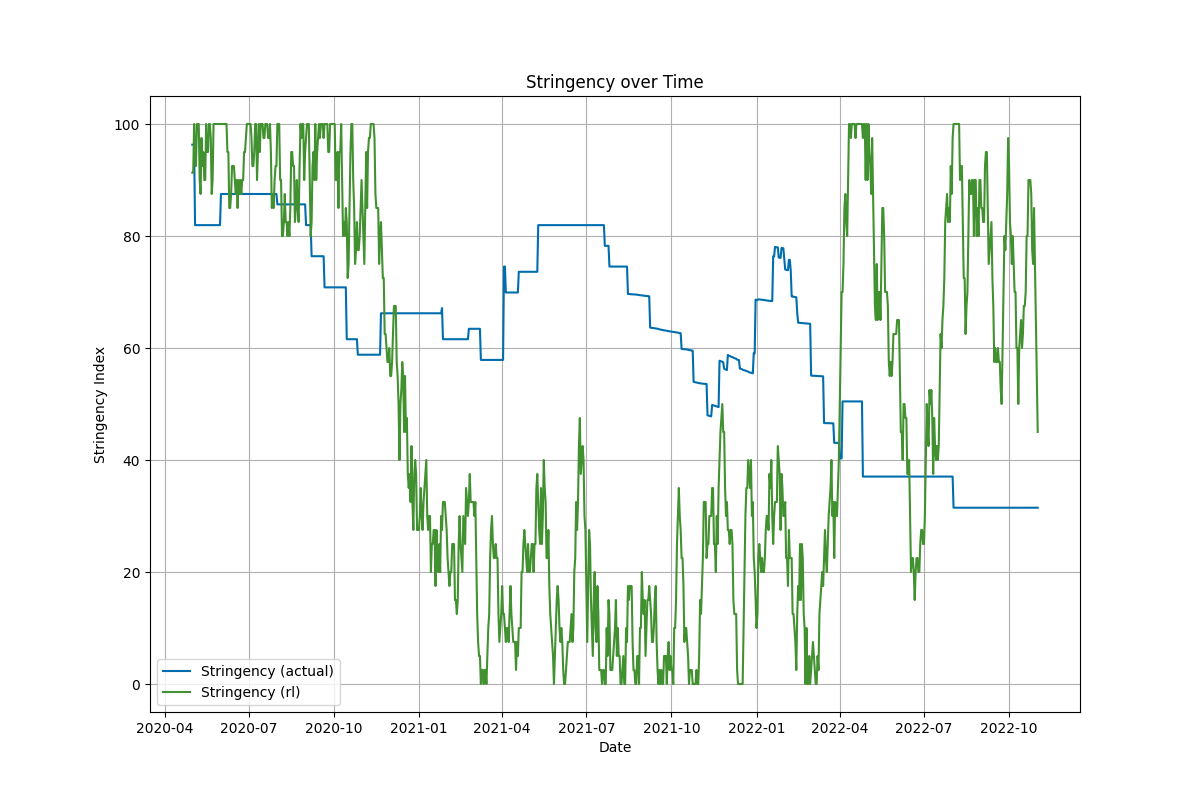 Stringency over Time
Stringency Index
100
80
60
40
20
0
Stringency (actual)
Stringency (rl)
2020-04 2020-07 2020-10 2021-01 2021-04 2021-07 2021-10 2022-01 2022-04 2022-07 2022-10
Date